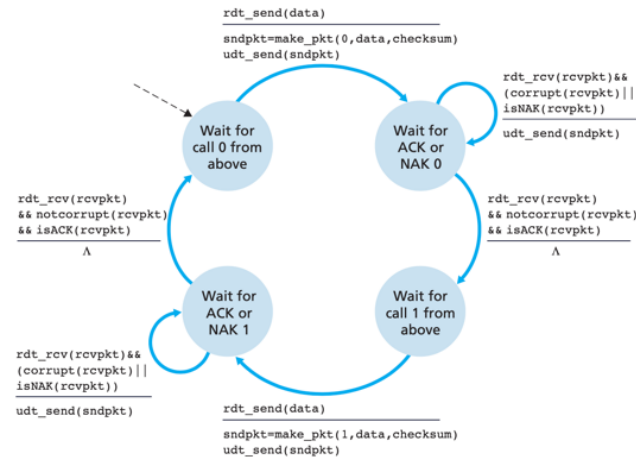 rdt_send(data)
sndpkt=make_pkt(0,data,checksum)
udt_send(sndpkt)
Wait for
call 0 from
above
Wait for
ACK or
NAK 0
rdt_rcv(rcvpkt)&&
(corrupt(rcvpkt)||
isNAK(rcvpkt))
udt_send(sndpkt)
rdt_rcv(rcvpkt)
&& notcorrupt(rcvpkt)
&& isACK(rcvpkt)
Λ
rdt_rcv(rcvpkt)
&& notcorrupt(rcvpkt)
&& isACK(rcvpkt)
Λ
Wait for
ACK or
NAK 1
Wait for
call 1 from
above
rdt_rcv(rcvpkt)&&
(corrupt(rcvpkt)||
isNAK(rcvpkt))
udt_send(sndpkt)
rdt_send(data)
sndpkt=make_pkt(1,data,checksum)
udt_send(sndpkt)